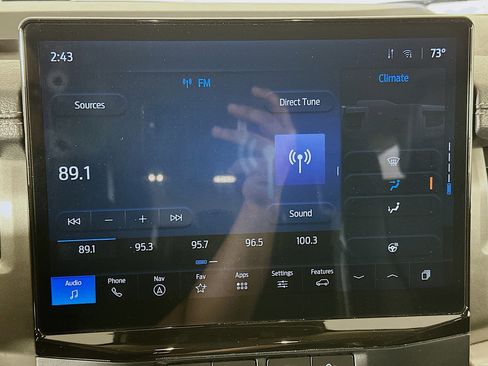 2:43
73°
FM
Climate
Sources
Direct Tune
89.1
Sound
89.1 95.3 95.7 96.5 100.3
Audio Phone Nav Fav Apps Settings Features